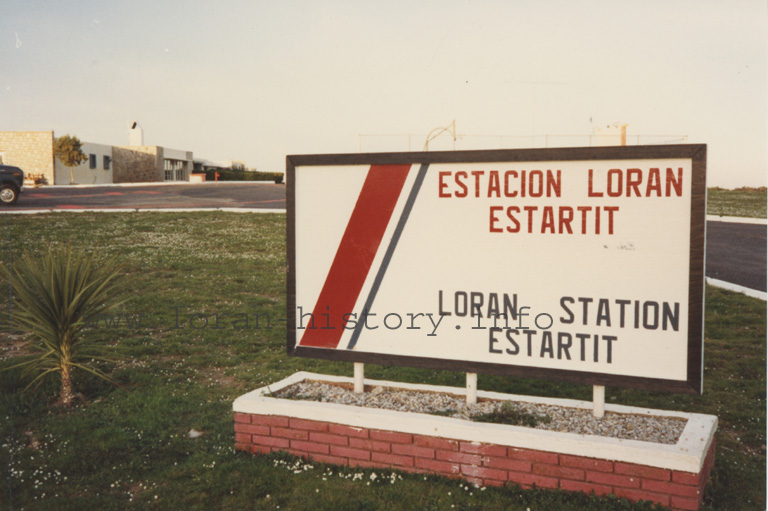 ESTACION LORAN
ESTARTIT
LORAN STATION
ESTARTIT
www.loran-history.info